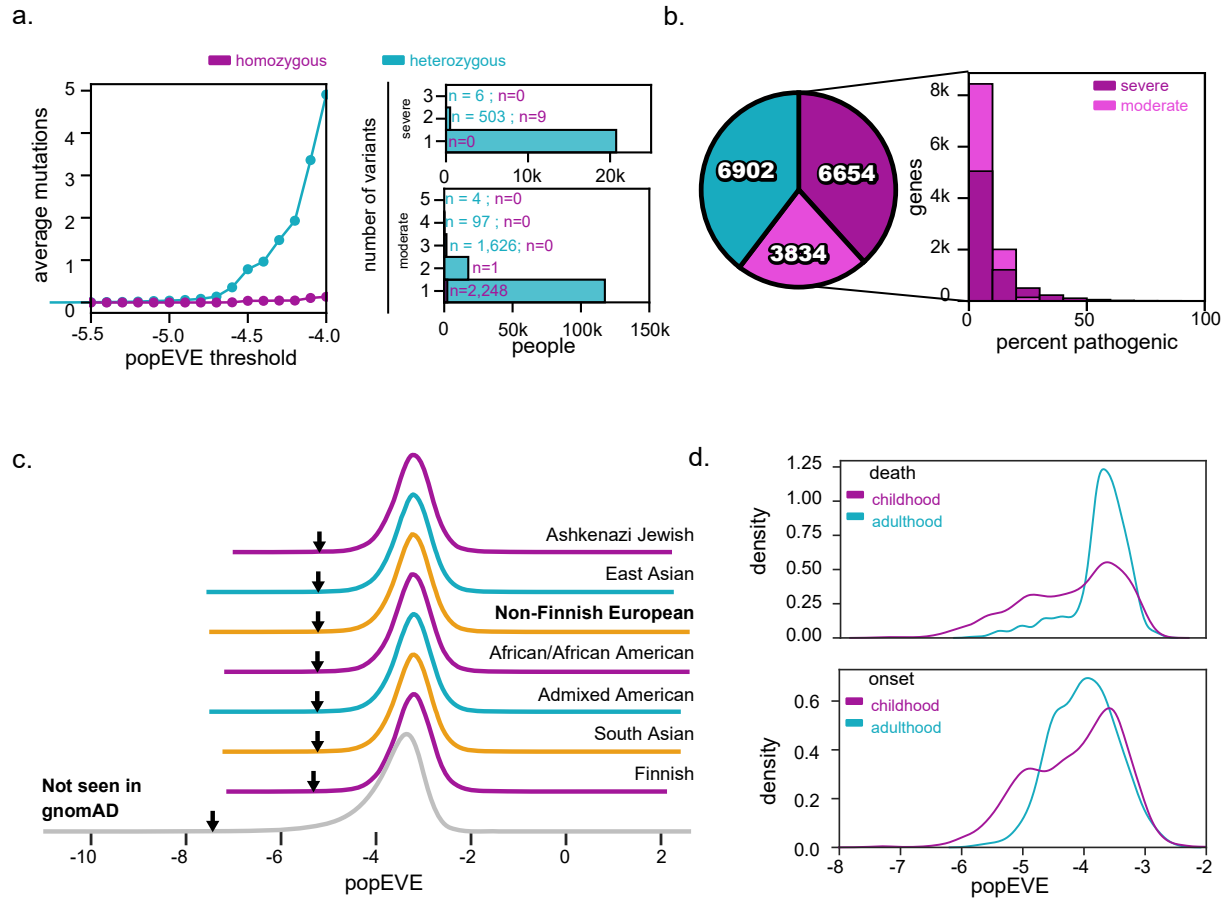 a.
homozygous
heterozygous
average mutations
5
4
3
2
1
0
-5.5
-5.0
-4.5
-4.0
popEVE threshold
number of variants
severe
3
n = 6 ; n=0
2
n = 503 ; n=9
1
n=0
0
10k
20k
moderate
5
n = 4 ; n=0
4
n = 97 ; n=0
3
n = 1,626; n=0
2
n=1
1
n=2,248
0
50k
100k
150k
people
b.
6902
6654
3834
severe
moderate
genes
8k
6k
4k
2k
0
0
50
100
percent pathogenic
c.
Ashkenazi Jewish
East Asian
Non-Finnish European
African/African American
Admixed American
South Asian
Finnish
Not seen in
gnomAD
-10
-8
-6
-4
-2
0
2
popEVE
d.
death
childhood
adulthood
density
1.25
1.00
0.75
0.50
0.25
0.00
onset
childhood
adulthood
density
0.6
0.4
0.2
0.0
-8
-7
-6
-5
-4
-3
-2
popEVE